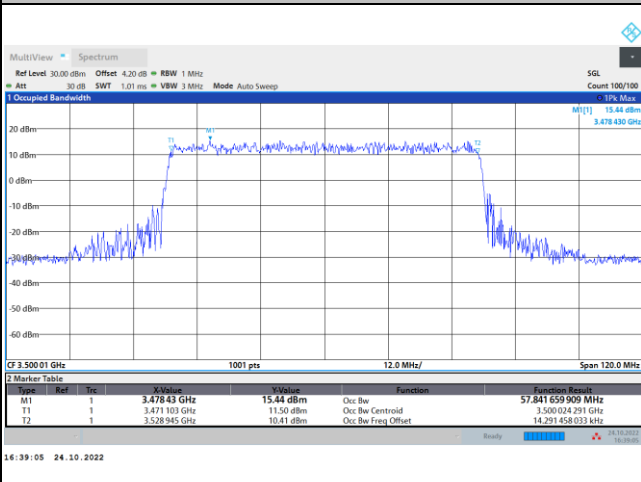 MultiView Spectrum
Ref Level 30.00 dBm Offset 4.20 dB RBW 1 MHz SGL
Att 30 dB SWT 1.01 ms VBW 3 MHz Mode Auto Sweep Count 100/100
1 Occupied Bandwidth 1Pk Max
M1[1] 15.44 dBm
3.478 430 GHz
20 dBm
T1 M1 T2
10 dBm
0 dBm
-10 dBm
-20 dBm
-30 dBm
-40 dBm
-50 dBm
-60 dBm
CF 3.500 01 GHz 1001 pts 12.0 MHz/ Span 120.0 MHz
2 Marker Table
Type Ref Trc X-Value Y-Value Function Function Result
M1 1 3.478 43 GHz 15.44 dBm Occ Bw 57.841 659 909 MHz
T1 1 3.471 103 GHz 11.50 dBm Occ Bw Centroid 3.500 024 291 GHz
T2 1 3.528 945 GHz 10.41 dBm Occ Bw Freq Offset 14.291 458 033 kHz
Ready 24.10.2022
16:39:05
16:39:05 24.10.2022